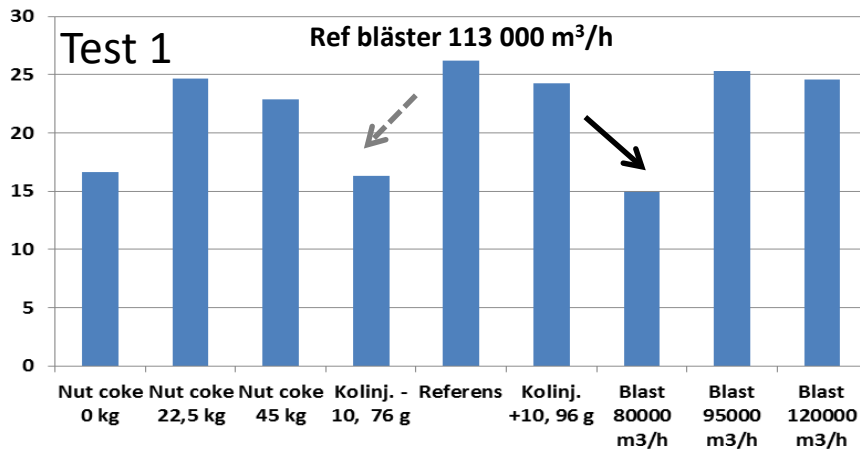 30
25
20
15
10
5
0
Test 1
Ref bläster 113 000 m³/h
Nut coke
0 kg
Nut coke
22,5 kg
Nut coke
45 kg
Kolinj. -
10, 76 g
Referens
Kolinj.
+10, 96 g
Blast
80000
m3/h
Blast
95000
m3/h
Blast
120000
m3/h